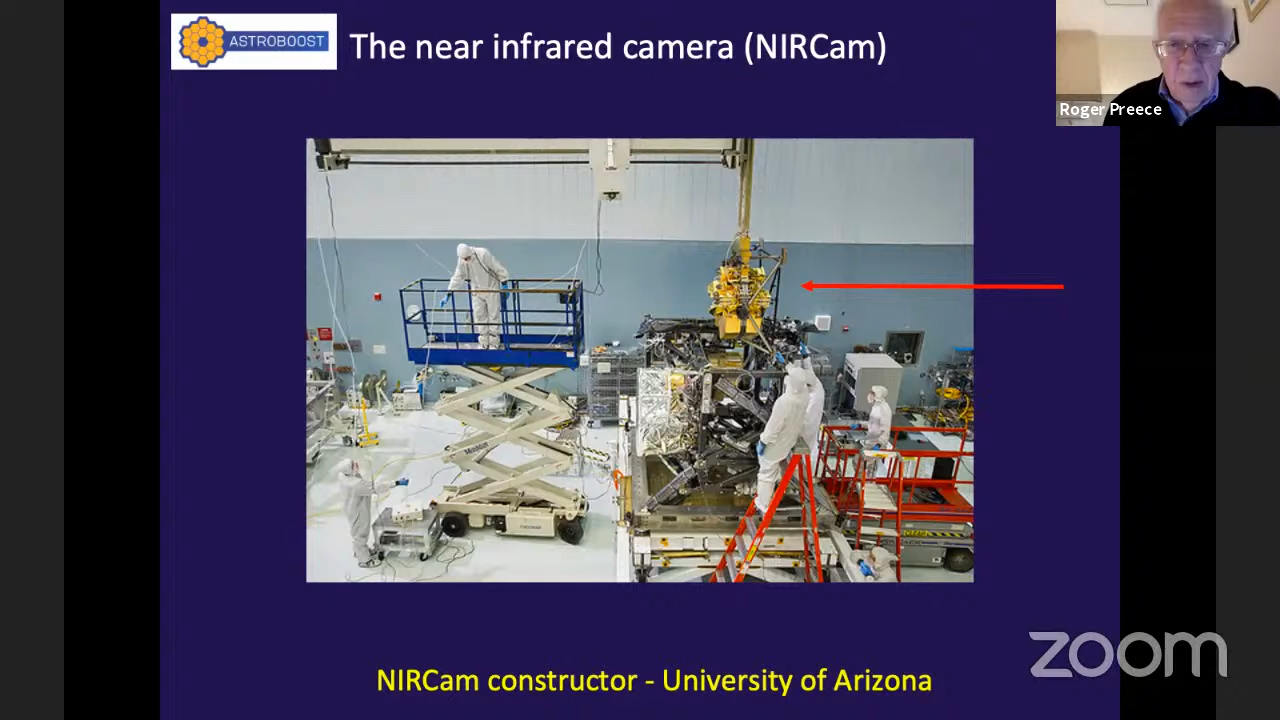 ASTROBOOST
The near infrared camera (NIRCam)
Roger Preece
NIRCam constructor - University of Arizona
zoom